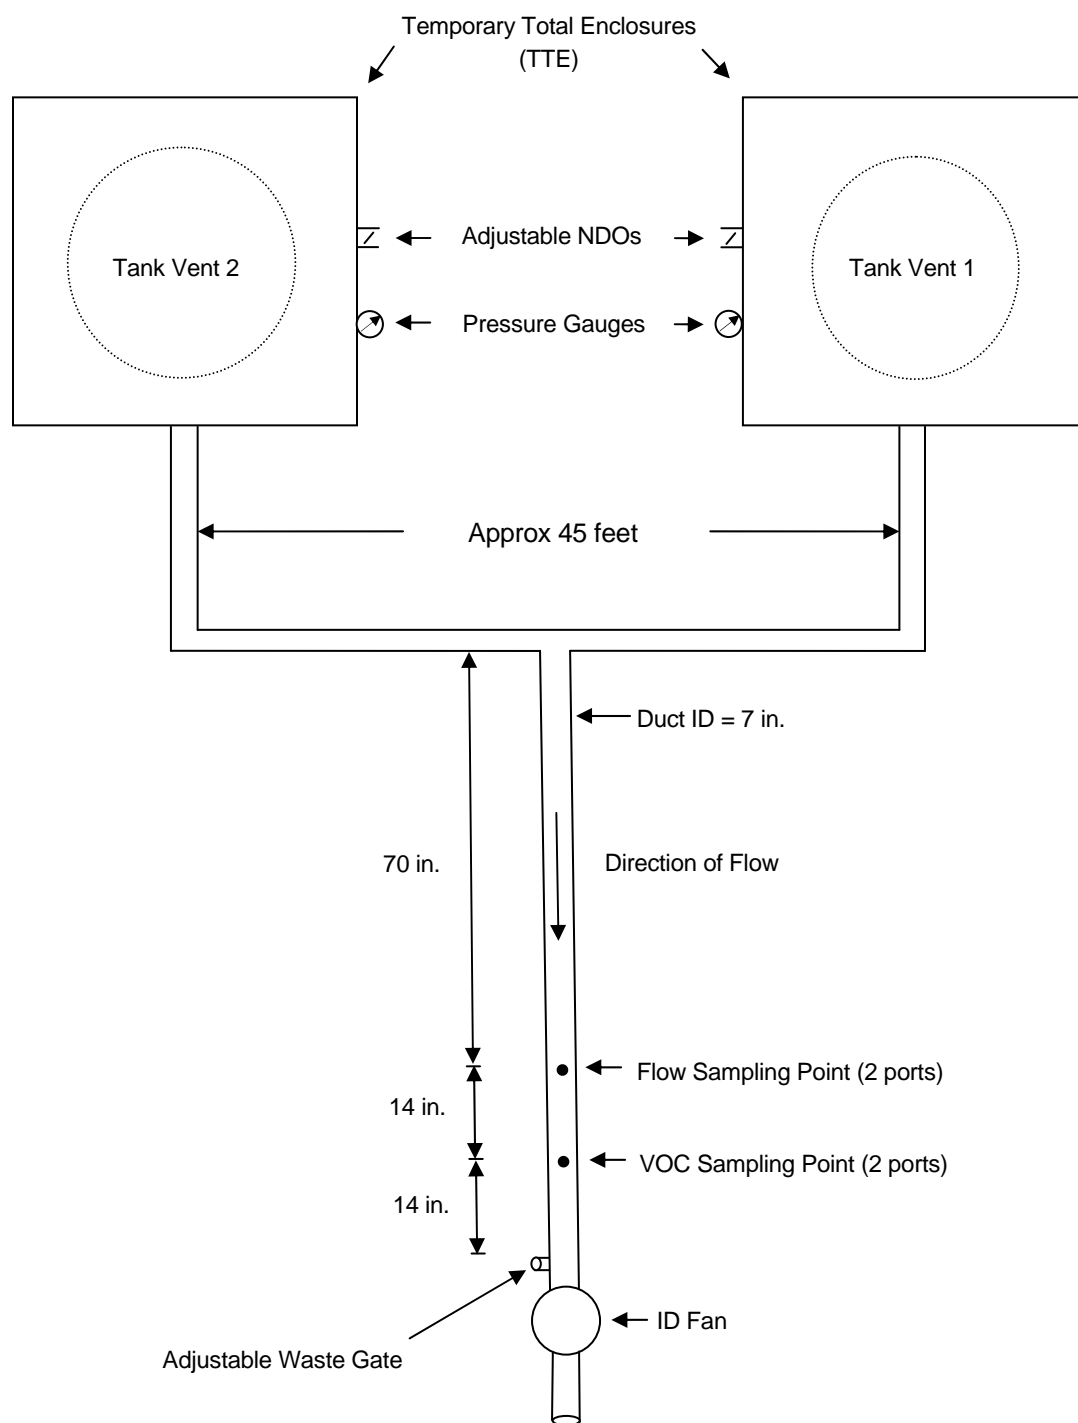 Temporary Total Enclosures
(TTE)
Tank Vent 2
Adjustable NDOs
Tank Vent 1
Pressure Gauges
Approx 45 feet
Duct ID = 7 in.
70 in.
Direction of Flow
Flow Sampling Point (2 ports)
14 in.
VOC Sampling Point (2 ports)
14 in.
ID Fan
Adjustable Waste Gate